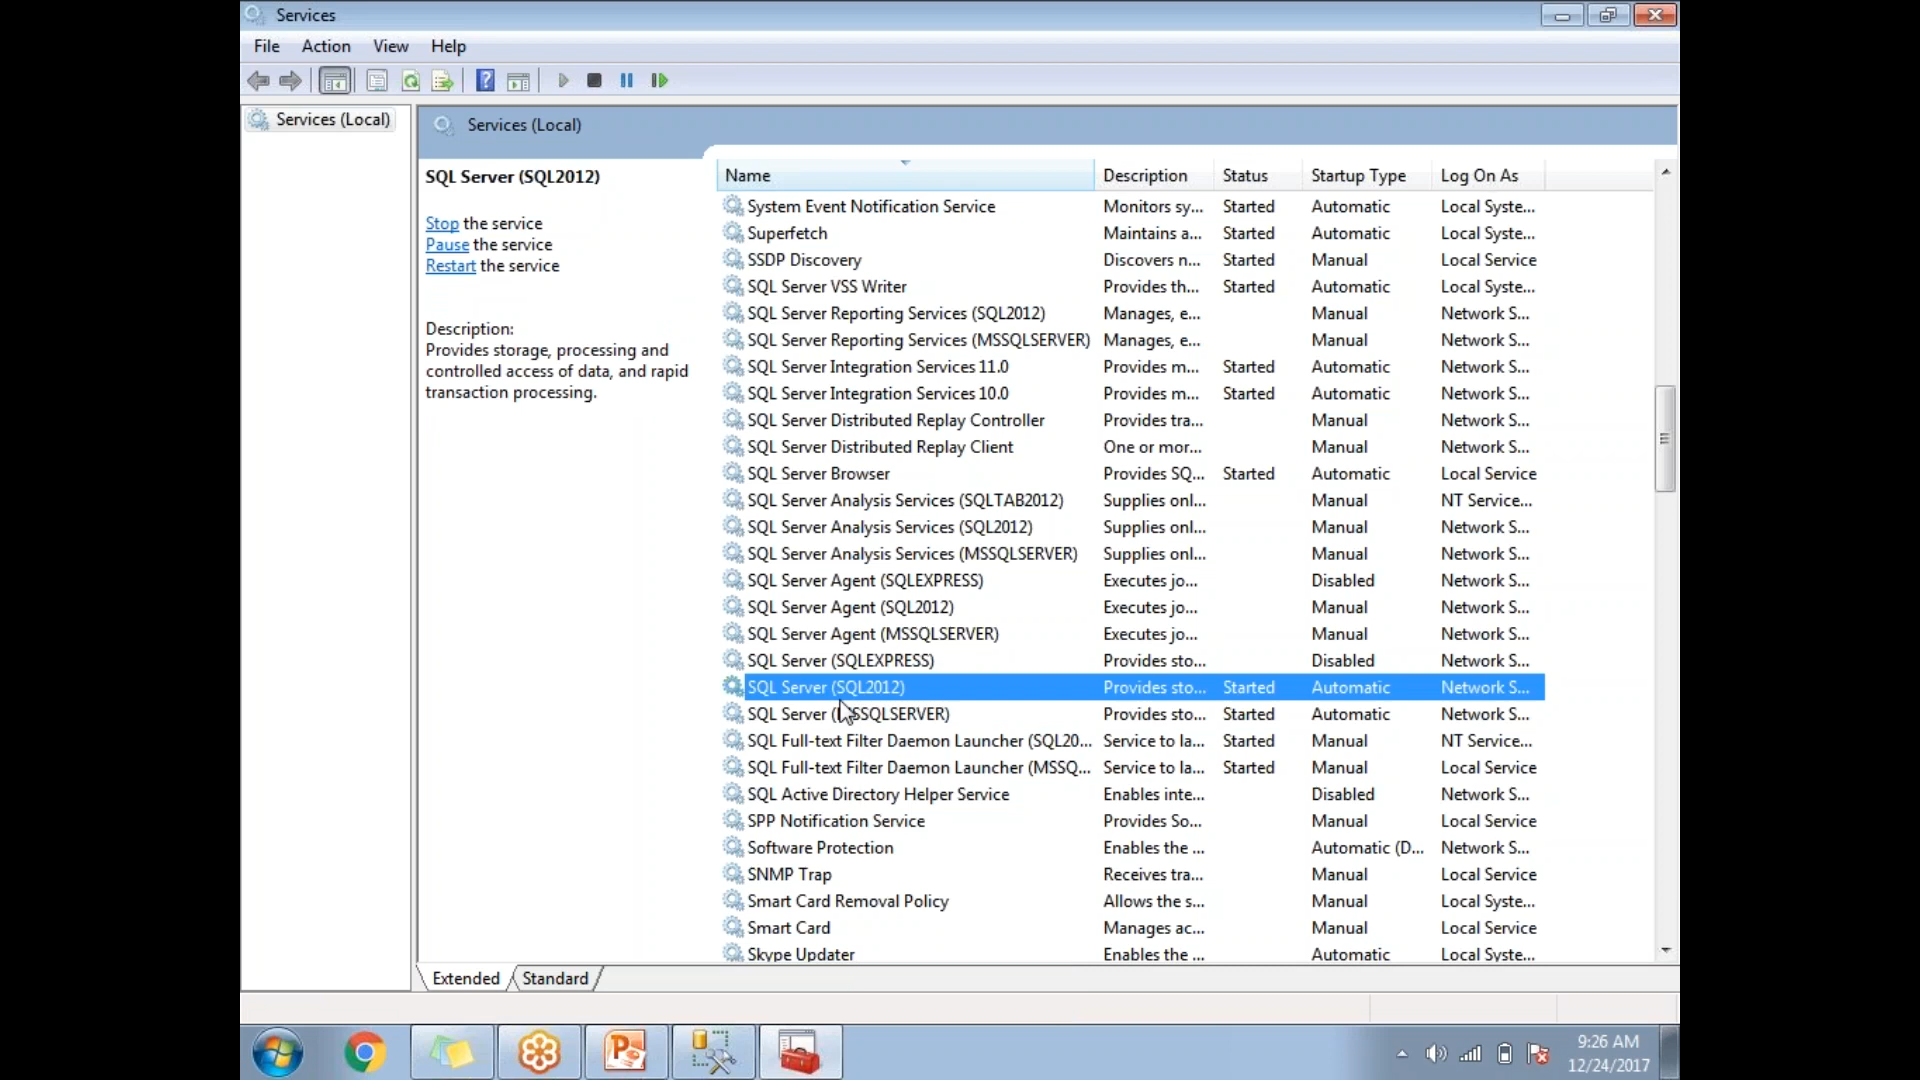 Services
File Action View Help
Services (Local)
Services (Local)
SQL Server (SQL2012)
Stop the service
Pause the service
Restart the service
Description:
Provides storage, processing and
controlled access of data, and rapid
transaction processing.
Name Description Status Startup Type Log On As
System Event Notification Service Monitors sy... Started Automatic Local Syste...
Superfetch Maintains a... Started Automatic Local Syste...
SSDP Discovery Discovers n... Started Manual Local Service
SQL Server VSS Writer Provides th... Started Automatic Local Syste...
SQL Server Reporting Services (SQL2012) Manages, e... Manual Network S...
SQL Server Reporting Services (MSSQLSERVER) Manages, e... Manual Network S...
SQL Server Integration Services 11.0 Provides m... Started Automatic Network S...
SQL Server Integration Services 10.0 Provides m... Started Automatic Network S...
SQL Server Distributed Replay Controller Provides tra... Manual Network S...
SQL Server Distributed Replay Client One or mor... Manual Network S...
SQL Server Browser Provides SQ... Started Automatic Local Service
SQL Server Analysis Services (SQLTAB2012) Supplies onl... Manual NT Service...
SQL Server Analysis Services (SQL2012) Supplies onl... Manual Network S...
SQL Server Analysis Services (MSSQLSERVER) Supplies onl... Manual Network S...
SQL Server Agent (SQLEXPRESS) Executes jo... Disabled Network S...
SQL Server Agent (SQL2012) Executes jo... Manual Network S...
SQL Server Agent (MSSQLSERVER) Executes jo... Manual Network S...
SQL Server (SQLEXPRESS) Provides sto... Disabled Network S...
SQL Server (SQL2012) Provides sto... Started Automatic Network S...
SQL Server (MSSQLSERVER) Provides sto... Started Automatic Network S...
SQL Full-text Filter Daemon Launcher (SQL20... Service to la... Started Manual NT Service...
SQL Full-text Filter Daemon Launcher (MSSQ... Service to la... Started Manual Local Service
SQL Active Directory Helper Service Enables inte... Disabled Network S...
SPP Notification Service Provides So... Manual Local Service
Software Protection Enables the ... Automatic (D... Network S...
SNMP Trap Receives tra... Manual Local Service
Smart Card Removal Policy Allows the s... Manual Local Syste...
Smart Card Manages ac... Manual Local Service
Skype Updater Enables the ... Automatic Local Syste...
Extended Standard
9:26 AM
12/24/2017